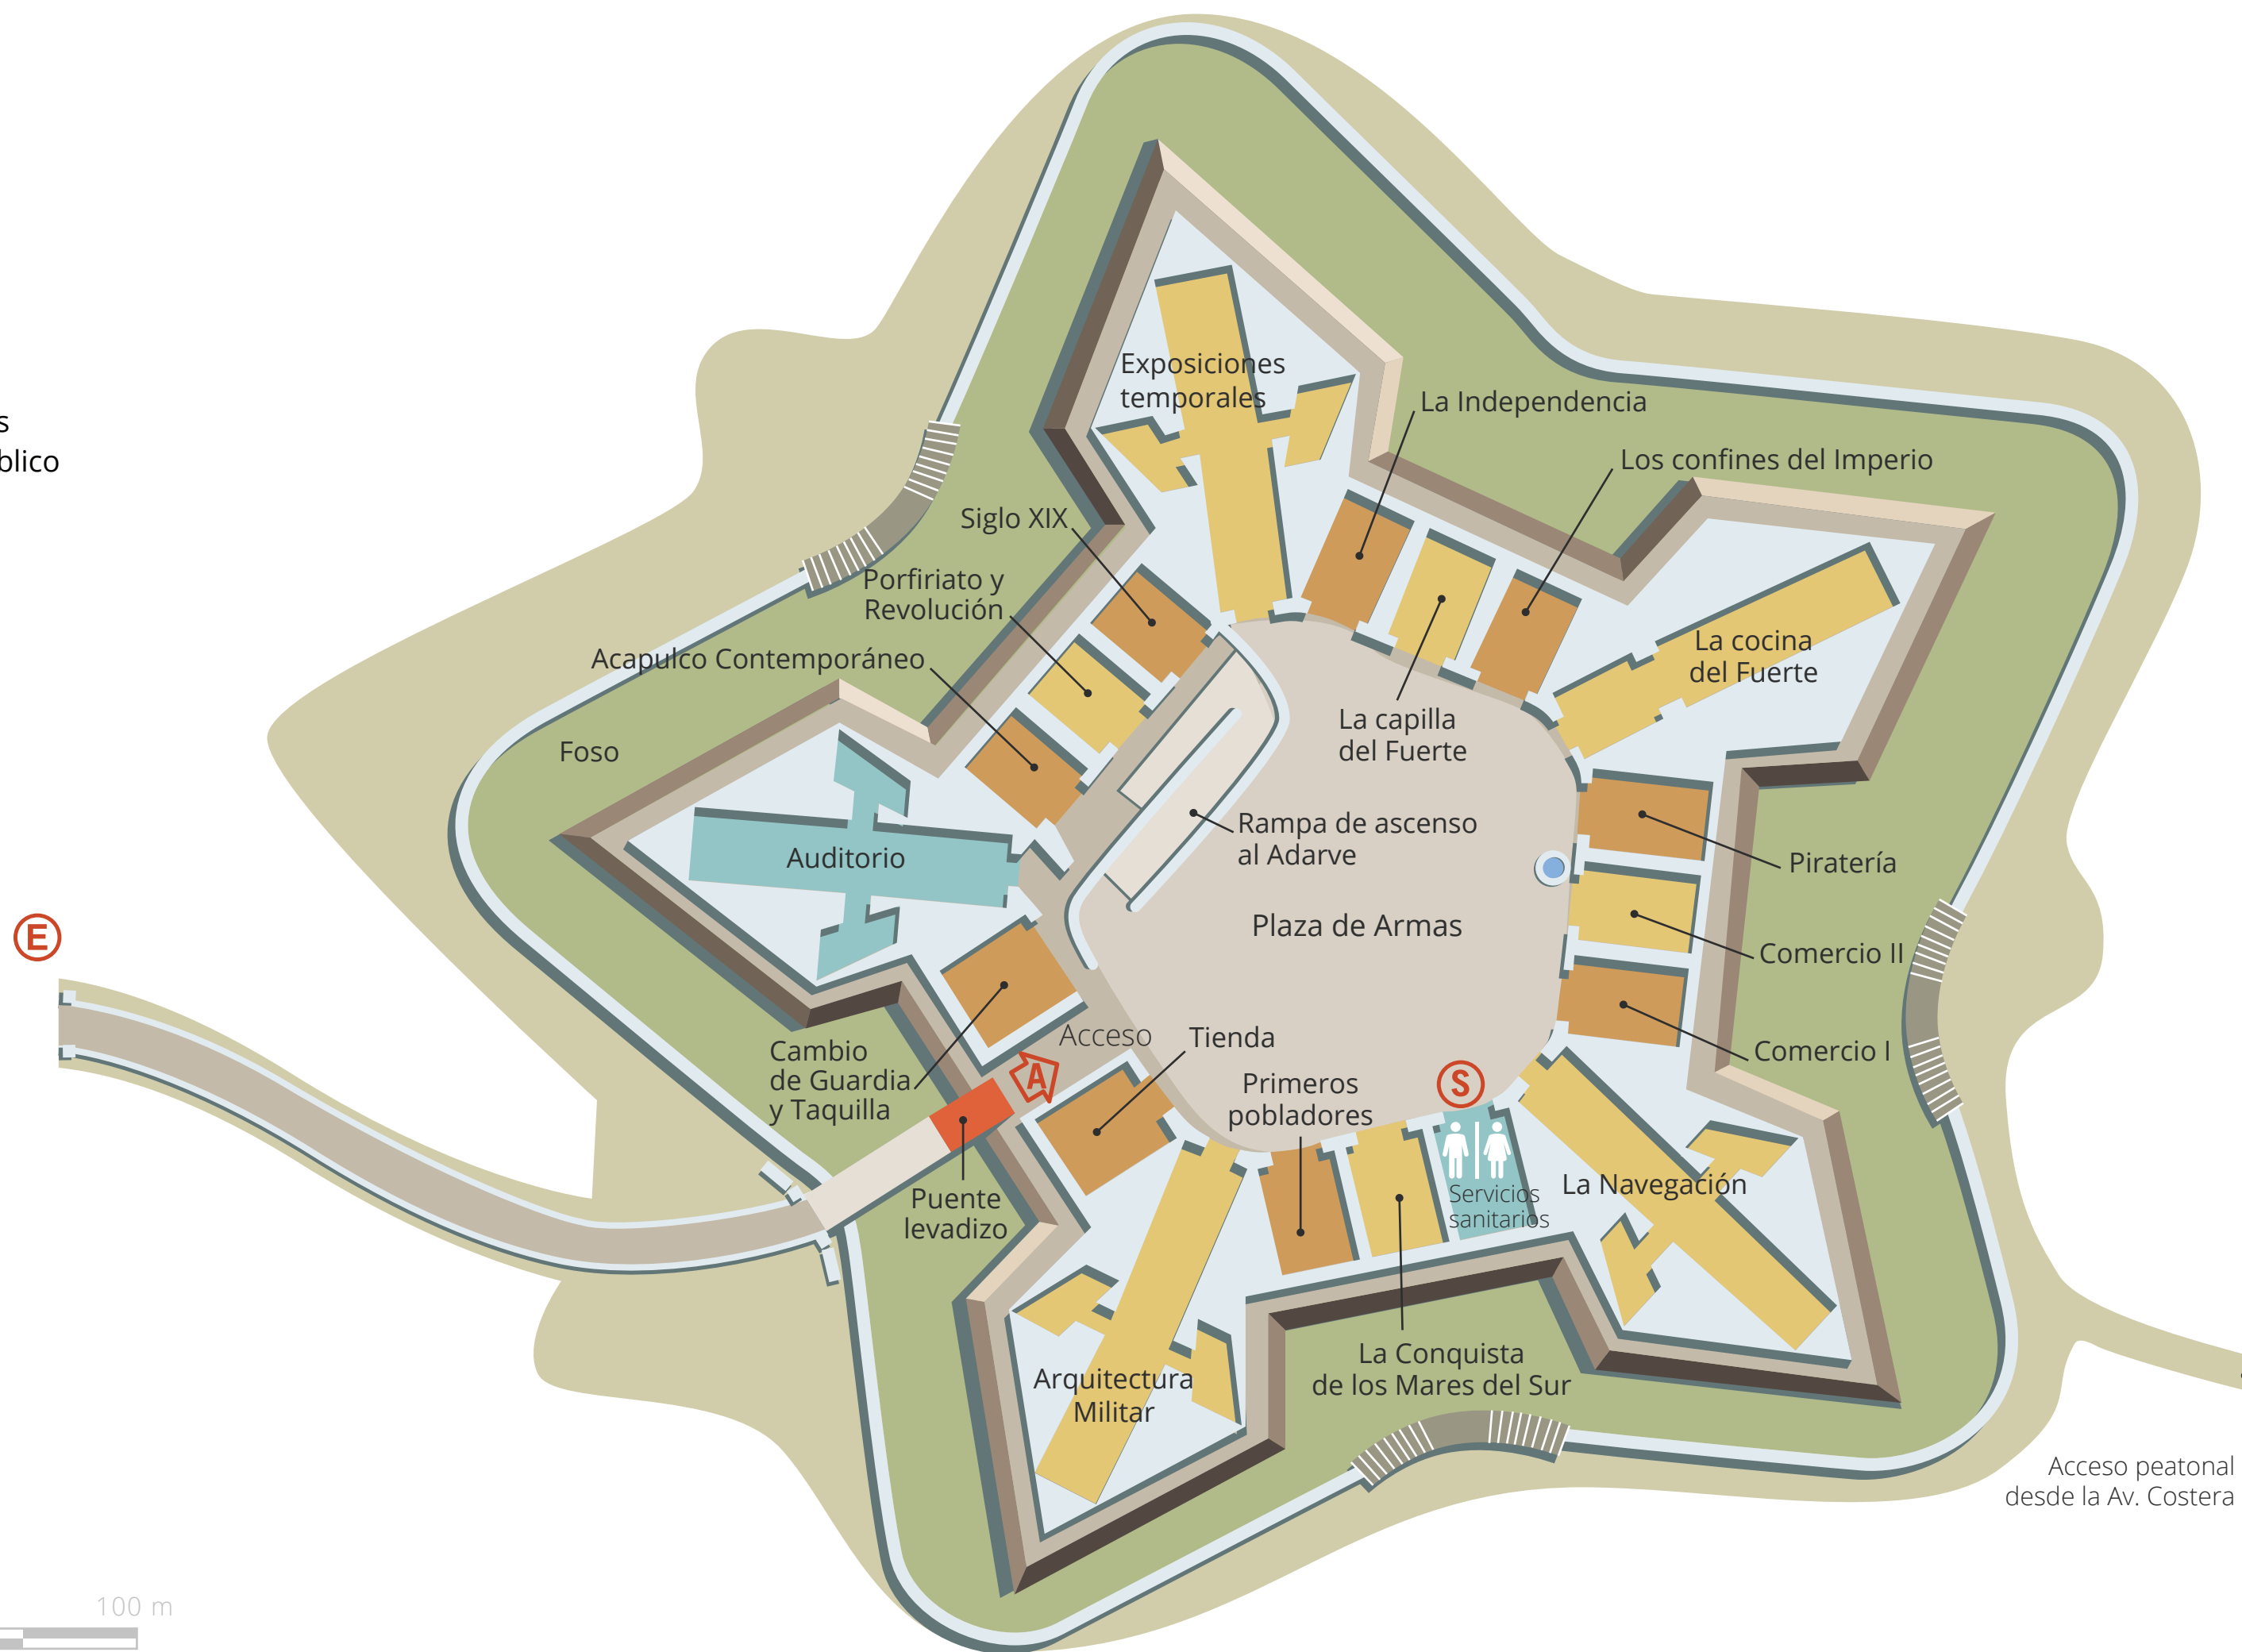 Exposiciones
temporales
La Independencia
Los confines del Imperio
Siglo XIX
Porfiriato y
Revolución
Acapulco Contemporáneo
La cocina
del Fuerte
La capilla
del Fuerte
Foso
Rampa de ascenso
al Adarve
Auditorio
Piratería
Plaza de Armas
Comercio II
E
Acceso
Tienda
Comercio I
Cambio
de Guardia
y Taquilla
A
S
Primeros
pobladores
Puente
levadizo
Servicios
sanitarios
La Navegación
Arquitectura
Militar
La Conquista
de los Mares del Sur
Acceso peatonal
desde la Av. Costera
100 m